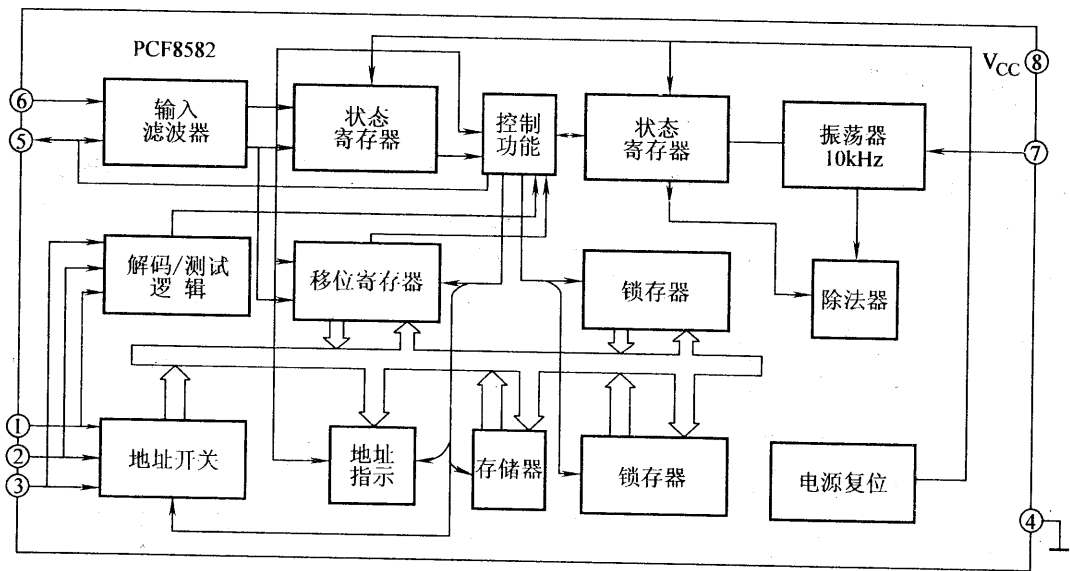 PCF8582
V_CC ⑧
⑥
输入
滤波器
状态
寄存器
控制
功能
状态
寄存器
振荡器
10kHz
⑤
⑦
解码/测试
逻辑
移位寄存器
锁存器
除法器
①
②
③
地址开关
地址
指示
存储器
锁存器
电源复位
④